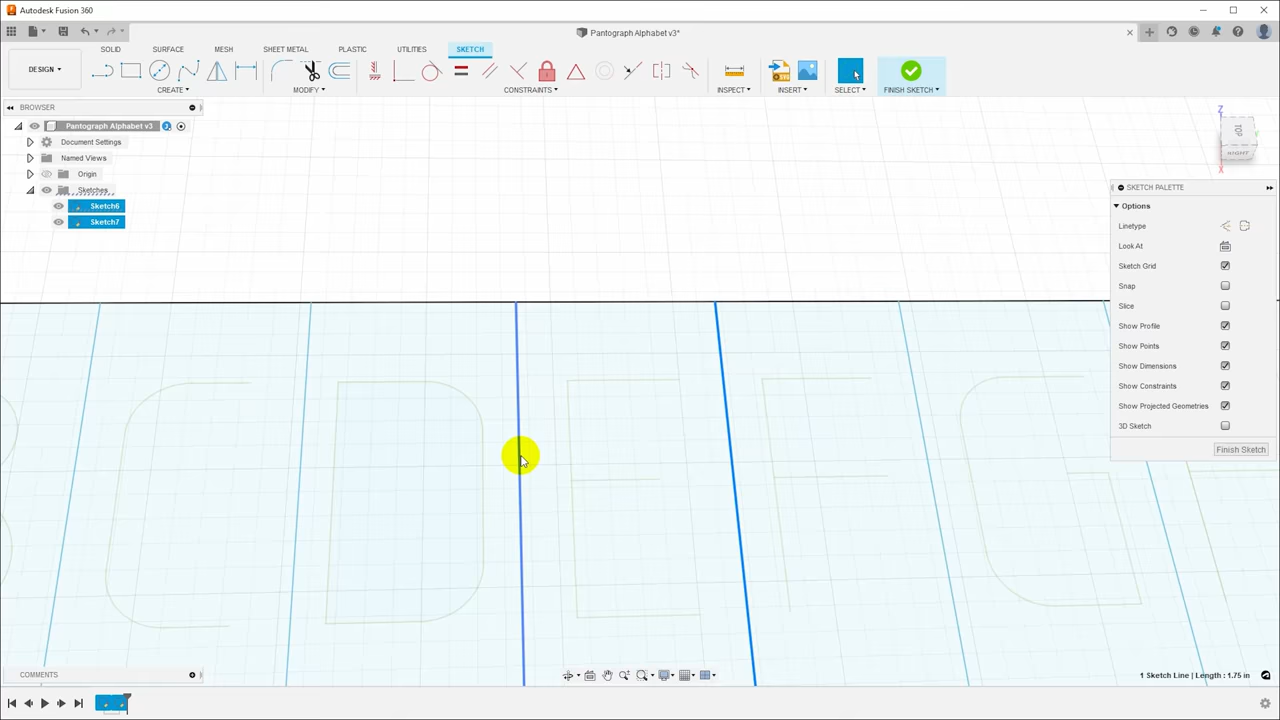 Autodesk Fusion 360
Pantograph Alphabet v3*
DESIGN
SOLID SURFACE MESH SHEET METAL PLASTIC UTILITIES SKETCH
CREATE MODIFY CONSTRAINTS INSPECT INSERT SELECT FINISH SKETCH
BROWSER
Pantograph Alphabet v3
Document Settings
Named Views
Origin
Sketches
Sketch6
Sketch7
Z
TOP
RIGHT
X
SKETCH PALETTE
Options
Linetype
Look At
Sketch Grid
Snap
Slice
Show Profile
Show Points
Show Dimensions
Show Constraints
Show Projected Geometries
3D Sketch
Finish Sketch
C D E F G
COMMENTS
1 Sketch Line | Length : 1.75 in